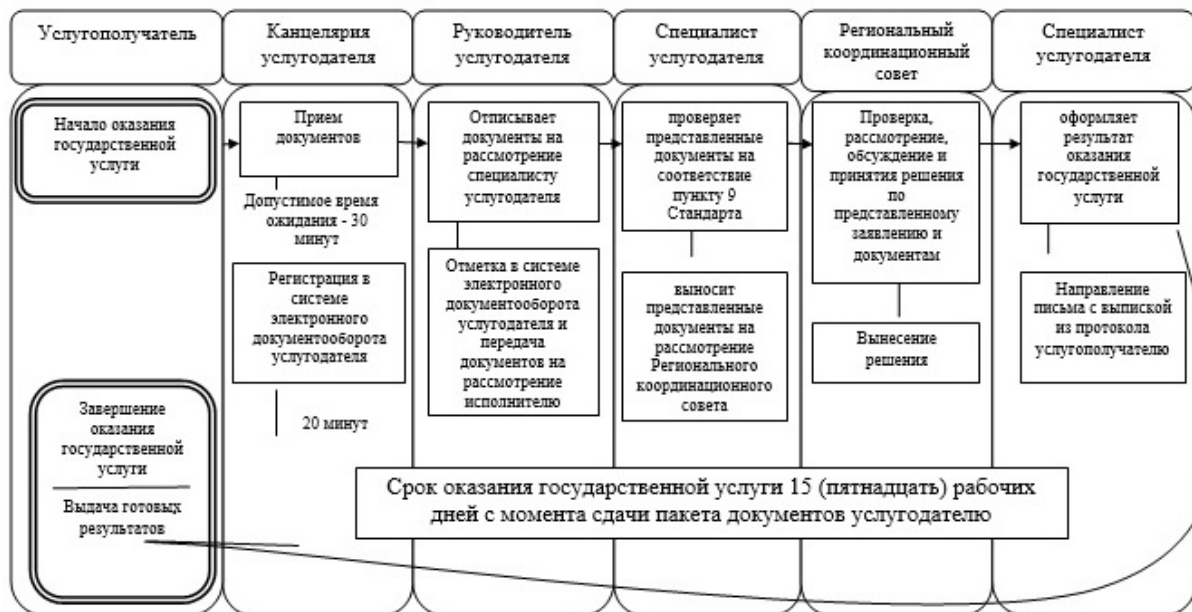 Услугополучатель
Канцелярия
услугодателя
Руководитель
услугодателя
Специалист
услугодателя
Региональный
координационный
совет
Специалист
услугодателя
Начало оказания
государственной
услуги
Прием
документов
Допустимое время
ожидания - 30
минут
Регистрация в
системе
электронного
документооборота
услугодателя
20 минут
Отписывает
документы на
рассмотрение
специалисту
услугодателя
Отметка в системе
электронного
документооборота
услугодателя и
передача
документов на
рассмотрение
исполнителю
проверяет
представленные
документы на
соответствие
пункту 9
Стандарта
выносит
представленные
документы на
рассмотрение
Регионального
координационного
совета
Проверка,
рассмотрение,
обсуждение и
принятия решения
по
представленному
заявлению и
документам
Вынесение
решения
оформляет
результат
оказания
государственной
услуги
Направление
письма с выпиской
из протокола
услугополучателю
Завершение
оказания
государственной
услуги
Выдача готовых
результатов
Срок оказания государственной услуги 15 (пятнадцать) рабочих
дней с момента сдачи пакета документов услугодателю